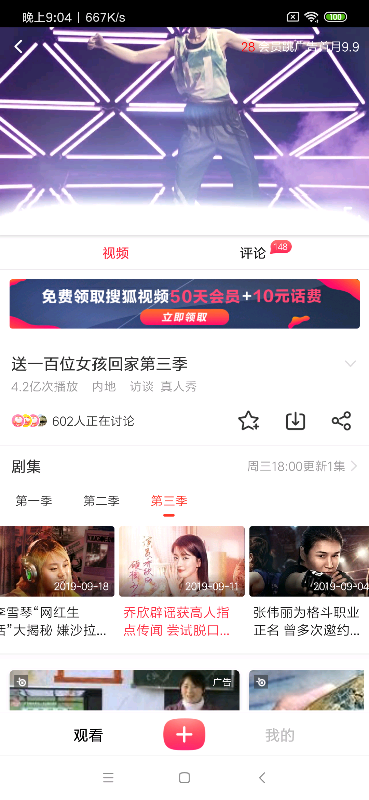 晚上9:04 | 667K/s
100
28 会员跳广告首月9.9
视频
评论
148
免费领取搜狐视频50天会员+10元话费
立即领取
送一百位女孩回家第三季
4.2亿次播放 内地 访谈 真人秀
602人正在讨论
剧集
周三18:00更新1集
第一季 第二季 第三季
2019-09-18
2019-09-11
2019-09-04
李雪琴“网红生
活”大揭秘 嫌沙拉...
乔欣辟谣获高人指
点传闻 尝试脱口...
张伟丽为格斗职业
正名 曾多次邀约...
广告
观看
我的